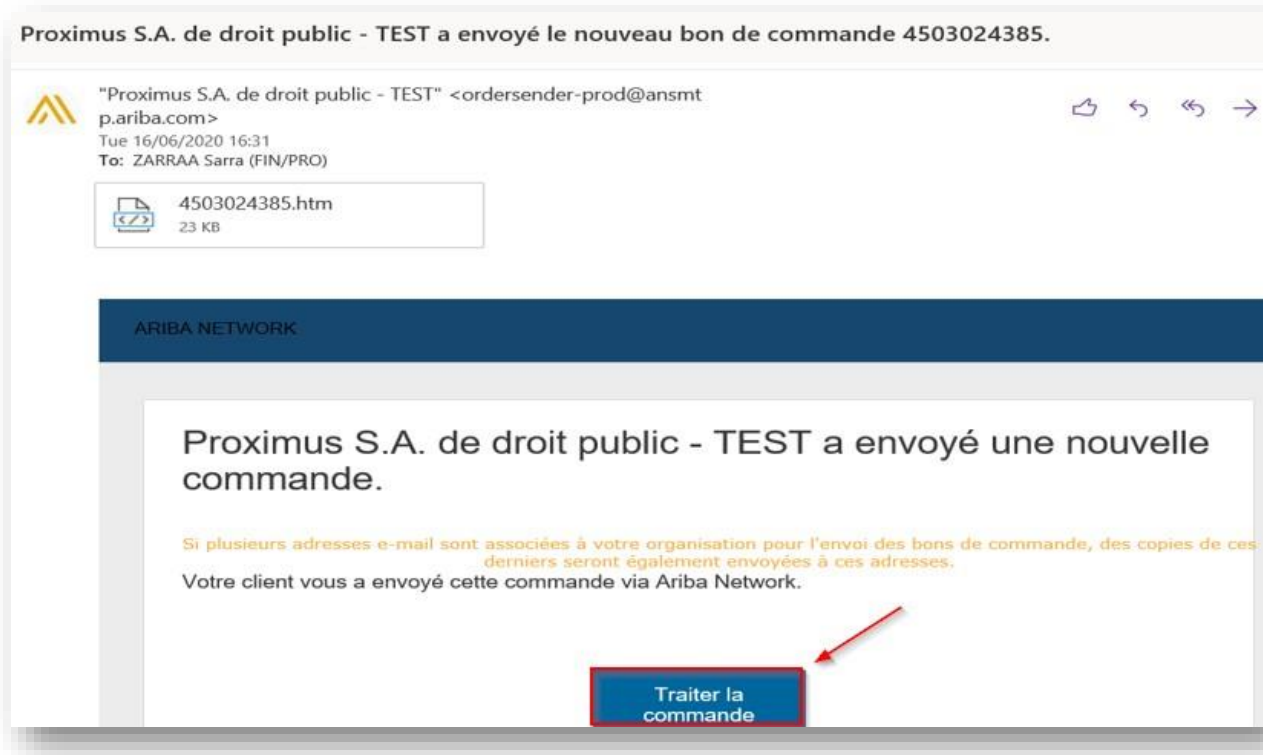 Proximus S.A. de droit public - TEST a envoyé le nouveau bon de commande 4503024385.
"Proximus S.A. de droit public - TEST" <ordersender-prod@ansmt
p.ariba.com>
Tue 16/06/2020 16:31
To: ZARRAA Sarra (FIN/PRO)
4503024385.htm
23 KB
ARIBA NETWORK
Proximus S.A. de droit public - TEST a envoyé une nouvelle
commande.
Si plusieurs adresses e-mail sont associées à votre organisation pour l'envoi des bons de commande, des copies de ces
derniers seront également envoyées à ces adresses.
Votre client vous a envoyé cette commande via Ariba Network.
Traiter la
commande